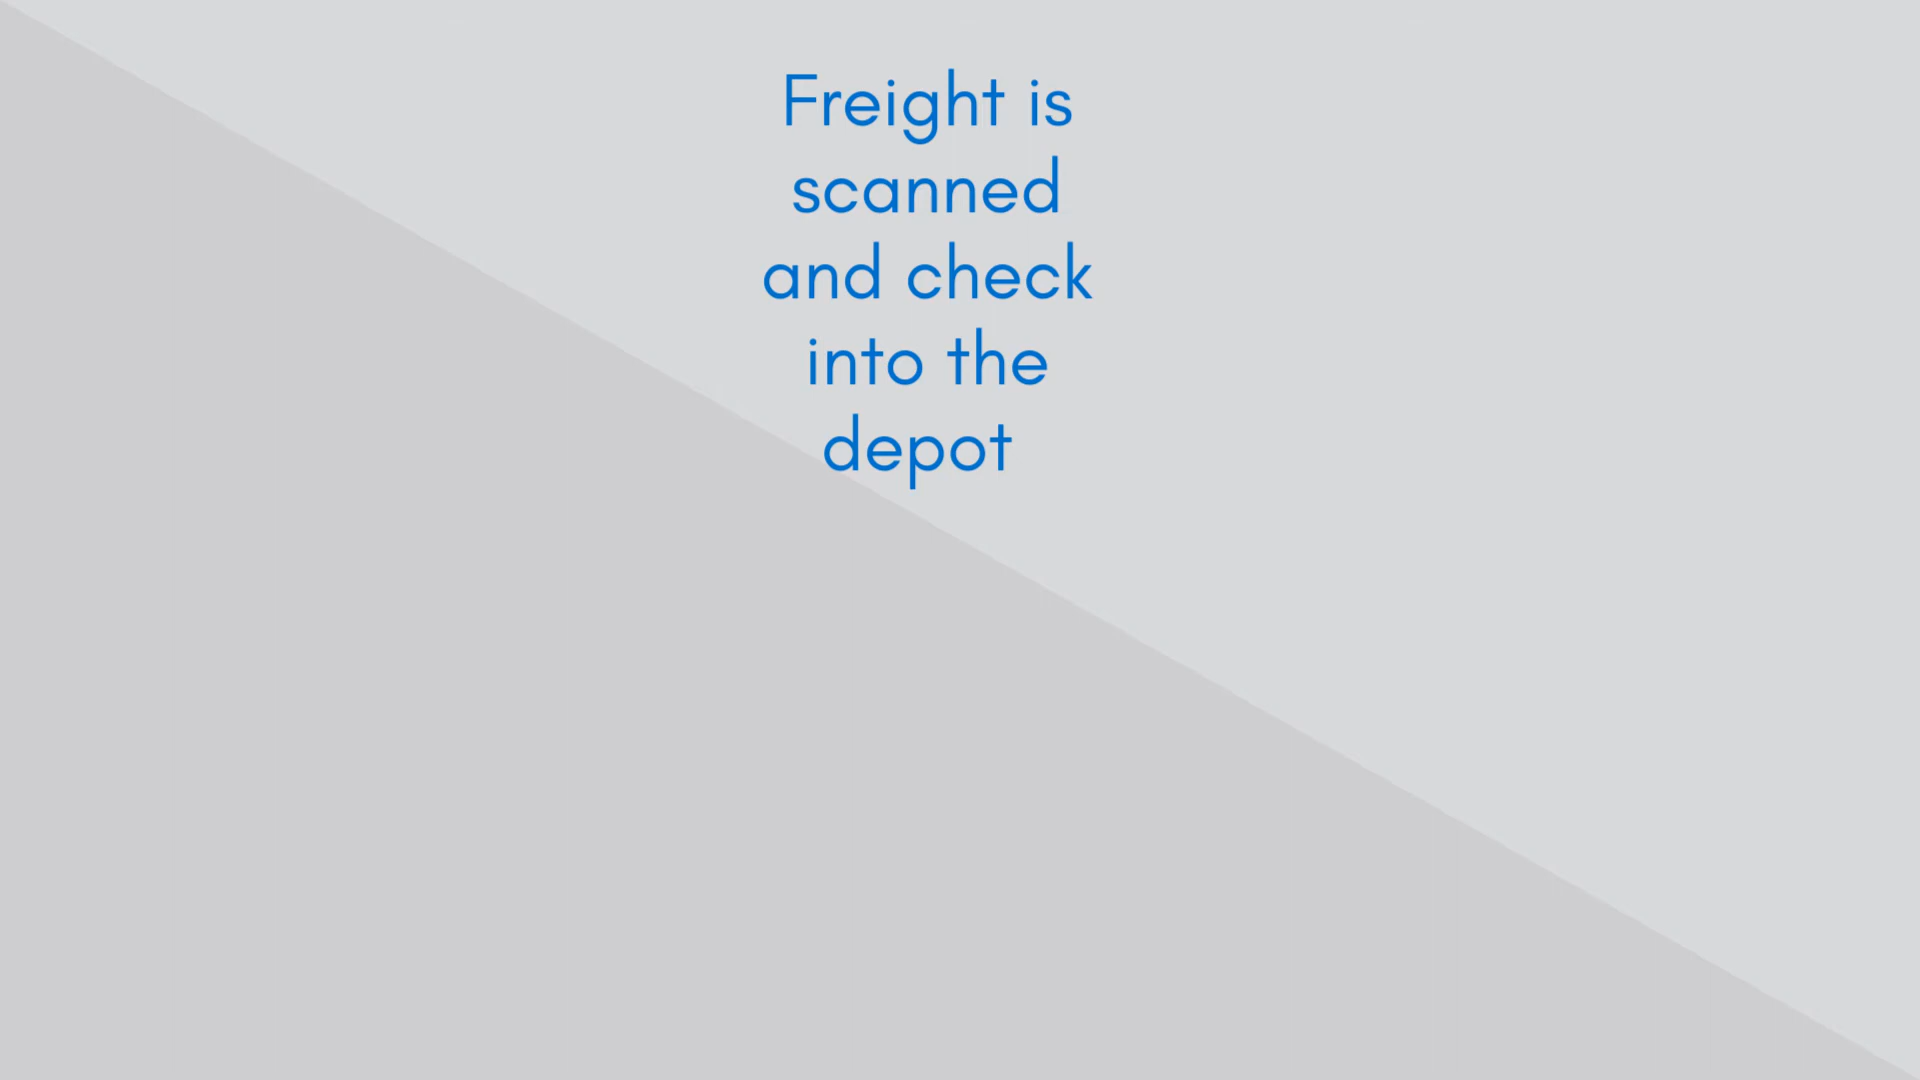 Freight is
scanned
and check
into the
depot